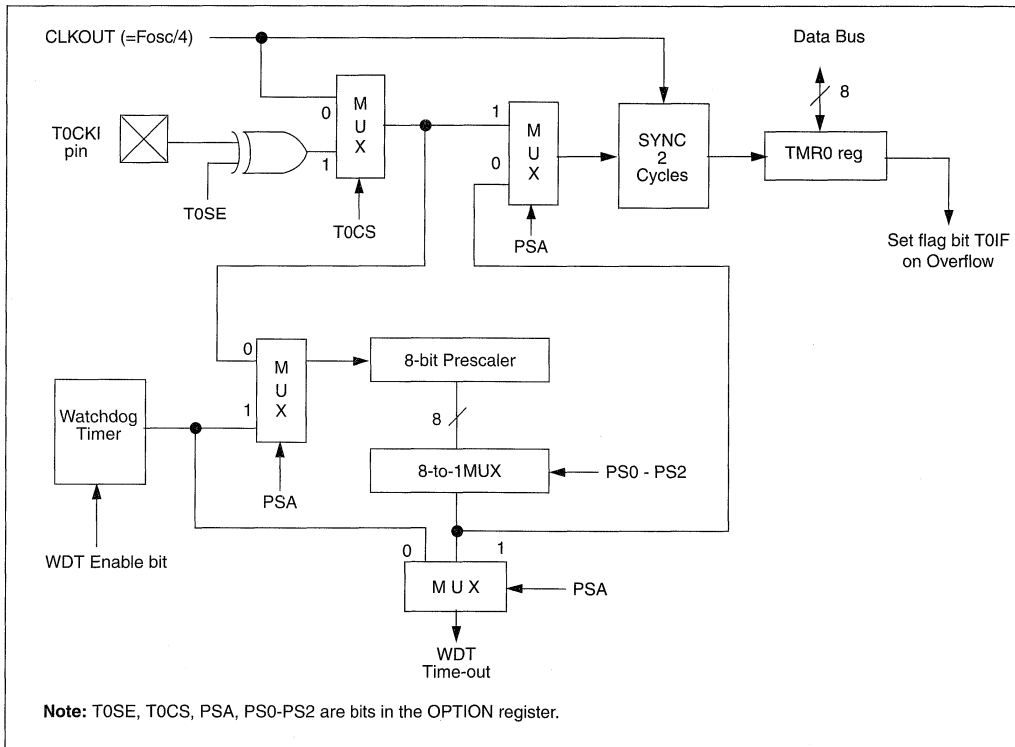 CLKOUT (=Fosc/4)
Data Bus
8
T0CKI
pin
0
1
M
U
X
T0SE
T0CS
1
0
M
U
X
PSA
SYNC
2
Cycles
TMR0 reg
Set flag bit T0IF
on Overflow
0
1
M
U
X
PSA
8-bit Prescaler
8
8-to-1MUX
PS0 - PS2
Watchdog
Timer
WDT Enable bit
0
1
M U X
PSA
WDT
Time-out
Note: T0SE, T0CS, PSA, PS0-PS2 are bits in the OPTION register.